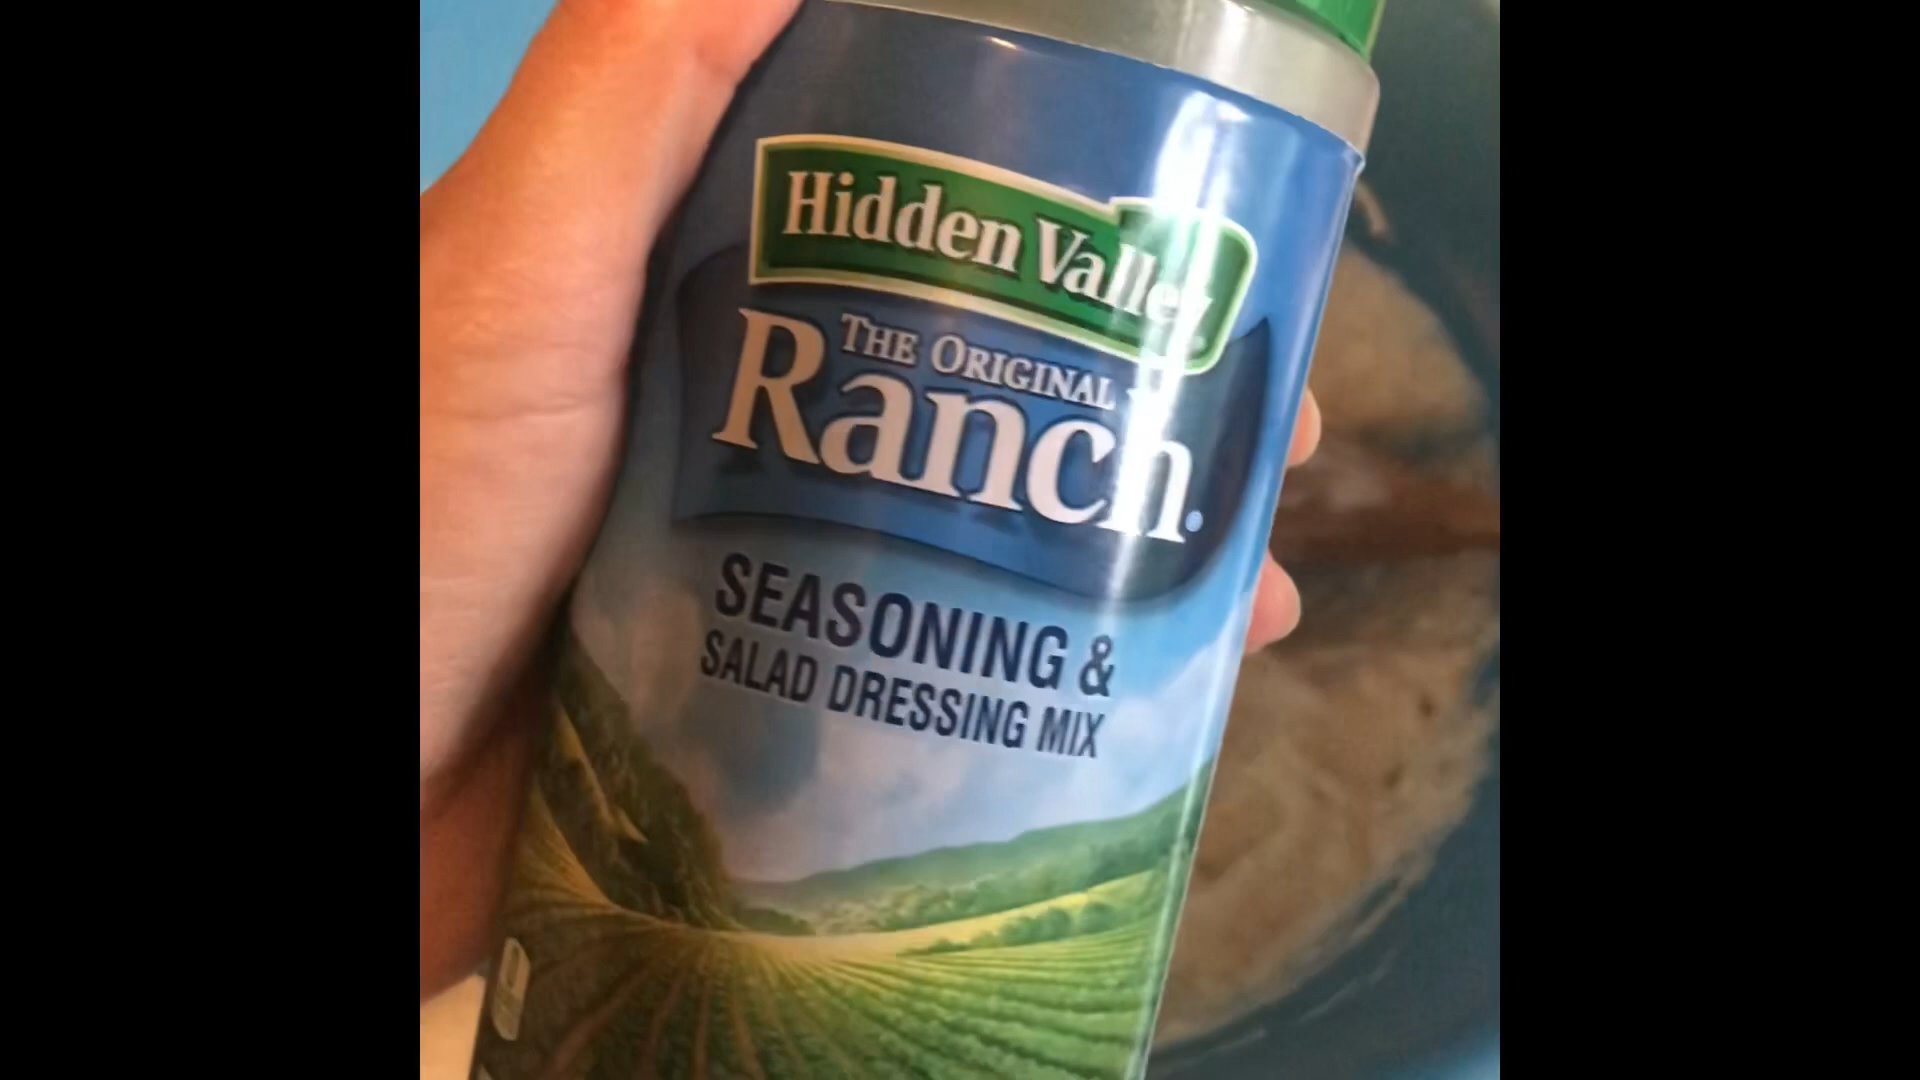 Hidden Valley
THE ORIGINAL
Ranch
SEASONING &
SALAD DRESSING MIX